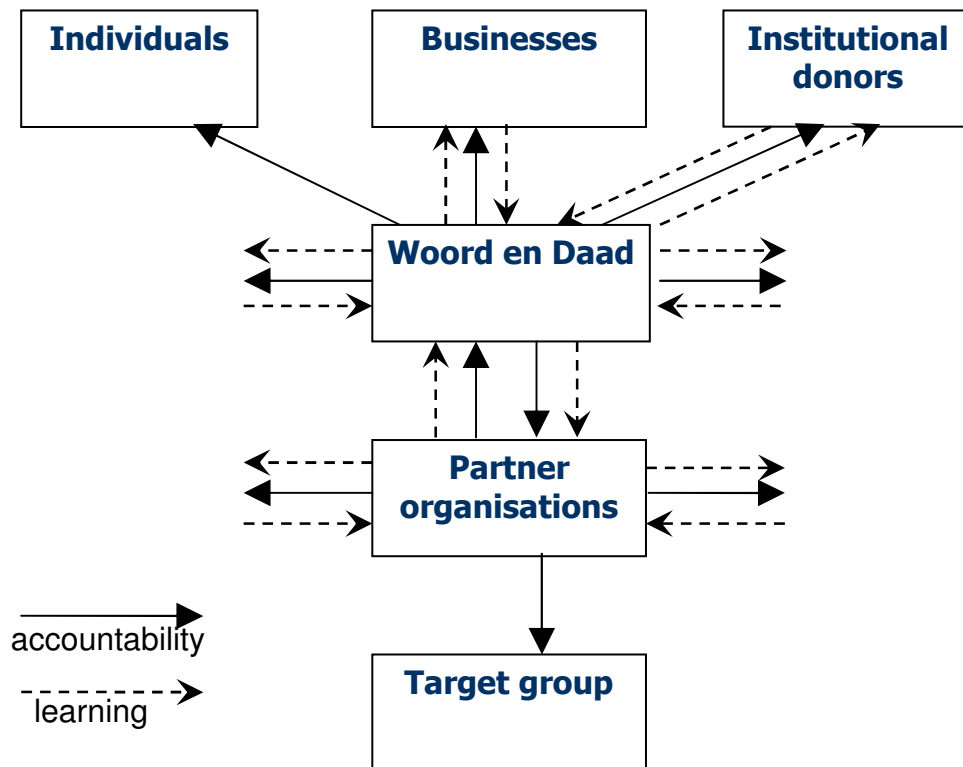 Individuals
Businesses
Institutional
donors
Woord en Daad
Partner
organisations
accountability
learning
Target group